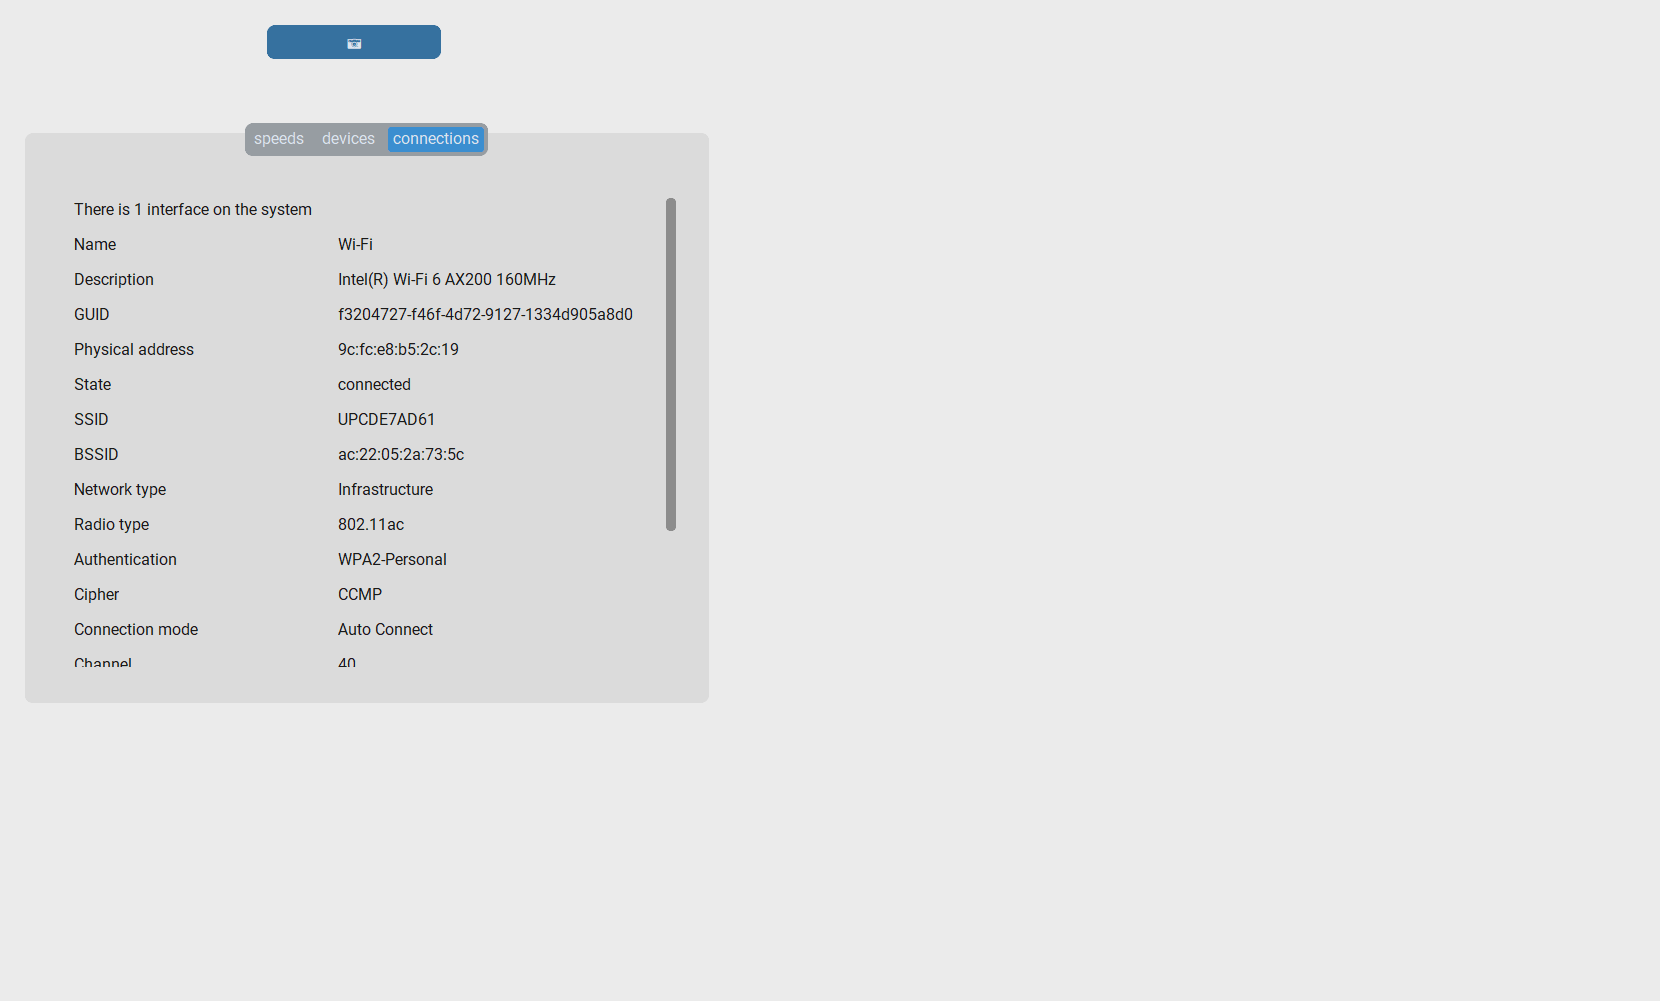 speeds devices connections
There is 1 interface on the system
Name Wi-Fi
Description Intel(R) Wi-Fi 6 AX200 160MHz
GUID f3204727-f46f-4d72-9127-1334d905a8d0
Physical address 9c:fc:e8:b5:2c:19
State connected
SSID UPCDE7AD61
BSSID ac:22:05:2a:73:5c
Network type Infrastructure
Radio type 802.11ac
Authentication WPA2-Personal
Cipher CCMP
Connection mode Auto Connect
Channel 40